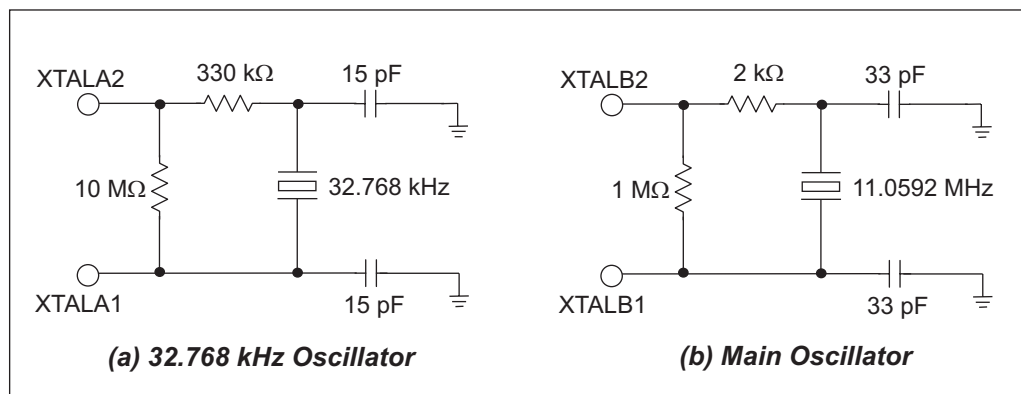 XTALA2
330 kΩ
15 pF
10 MΩ
32.768 kHz
XTALA1
15 pF
(a) 32.768 kHz Oscillator
XTALB2
2 kΩ
33 pF
1 MΩ
11.0592 MHz
XTALB1
33 pF
(b) Main Oscillator